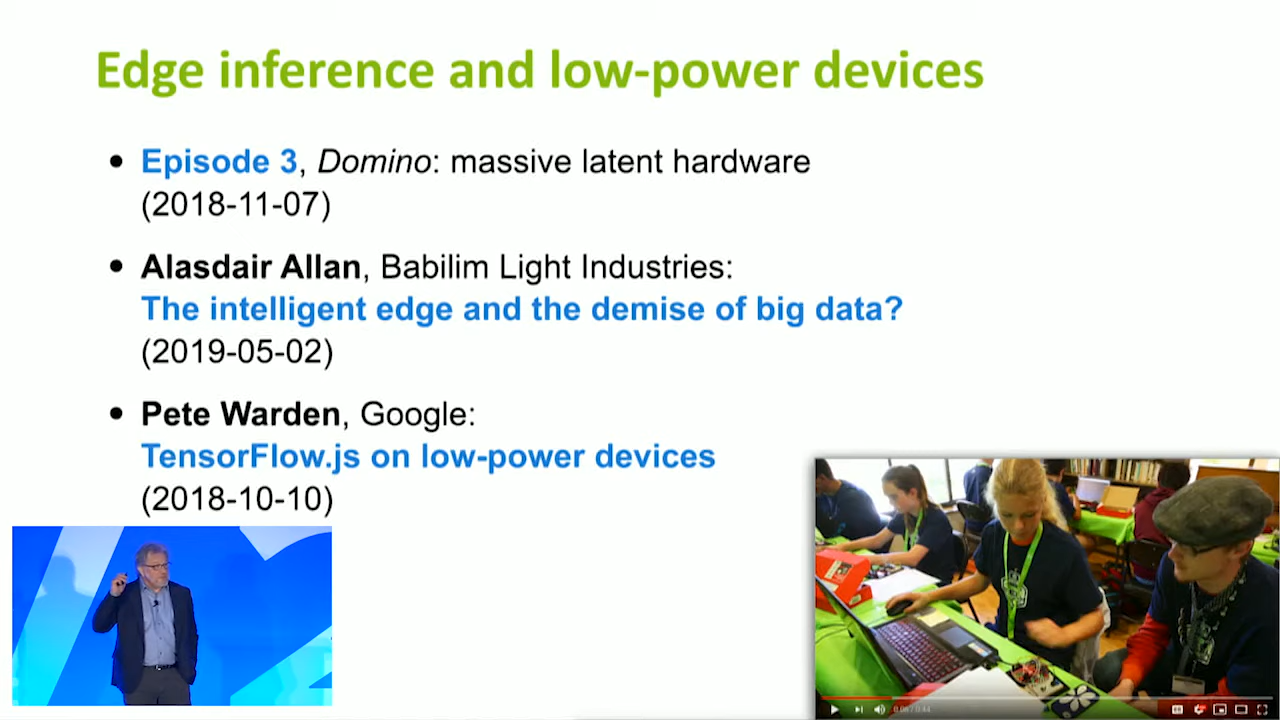 Edge inference and low-power devices
• Episode 3, Domino: massive latent hardware
(2018-11-07)
• Alasdair Allan, Babilim Light Industries:
The intelligent edge and the demise of big data?
(2019-05-02)
• Pete Warden, Google:
TensorFlow.js on low-power devices
(2018-10-10)